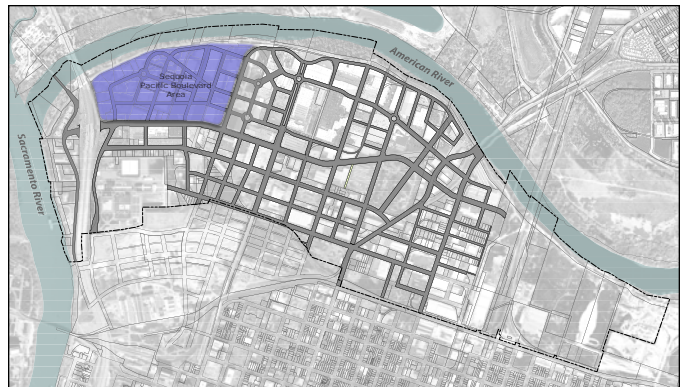 American River
Sequoia
Pacific Boulevard
Area
Sacramento River